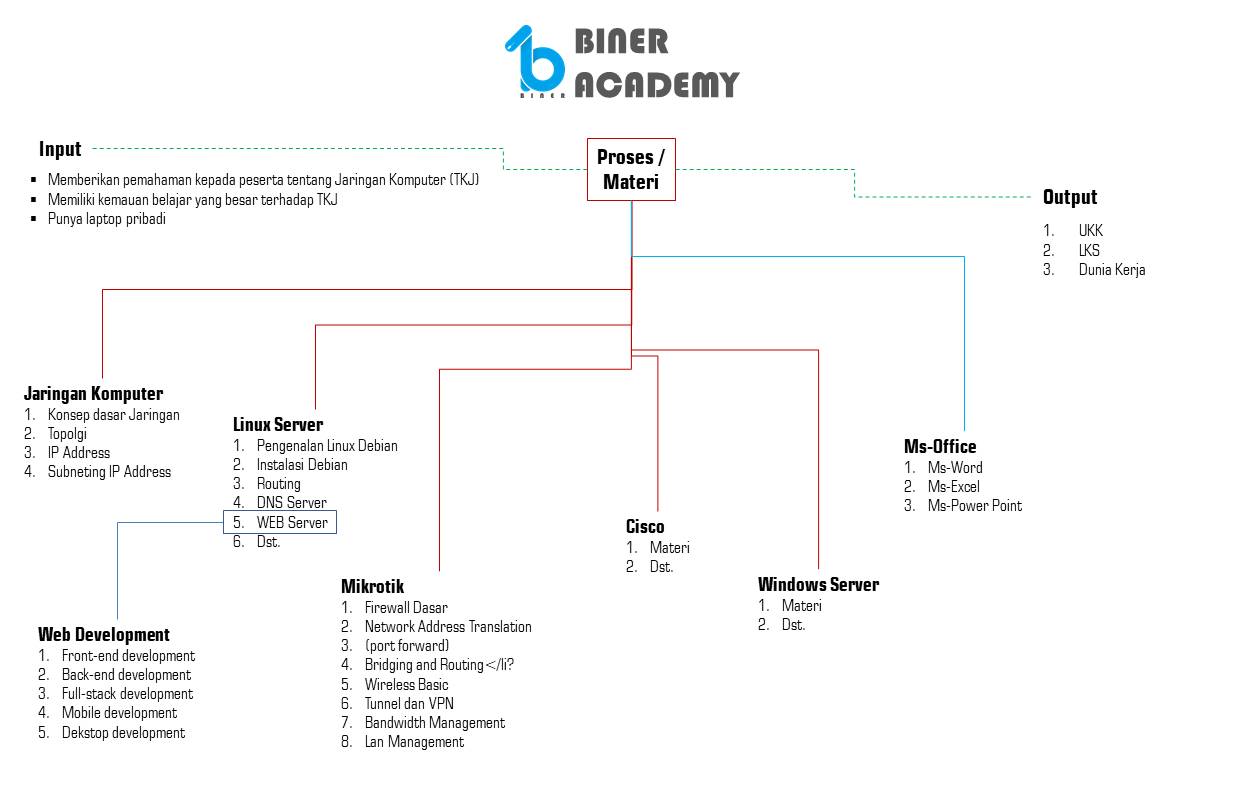 BINER
ACADEMY
BINER
Input
▪ Memberikan pemahaman kepada peserta tentang Jaringan Komputer (TKJ)
▪ Memiliki kemauan belajar yang besar terhadap TKJ
▪ Punya laptop pribadi
Proses /
Materi
Output
1. UKK
2. LKS
3. Dunia Kerja
Jaringan Komputer
1. Konsep dasar Jaringan
2. Topolgi
3. IP Address
4. Subneting IP Address
Linux Server
1. Pengenalan Linux Debian
2. Instalasi Debian
3. Routing
4. DNS Server
5. WEB Server
6. Dst.
Web Development
1. Front-end development
2. Back-end development
3. Full-stack development
4. Mobile development
5. Dekstop development
Mikrotik
1. Firewall Dasar
2. Network Address Translation
3. (port forward)
4. Bridging and Routing</li?
5. Wireless Basic
6. Tunnel dan VPN
7. Bandwidth Management
8. Lan Management
Cisco
1. Materi
2. Dst.
Windows Server
1. Materi
2. Dst.
Ms-Office
1. Ms-Word
2. Ms-Excel
3. Ms-Power Point